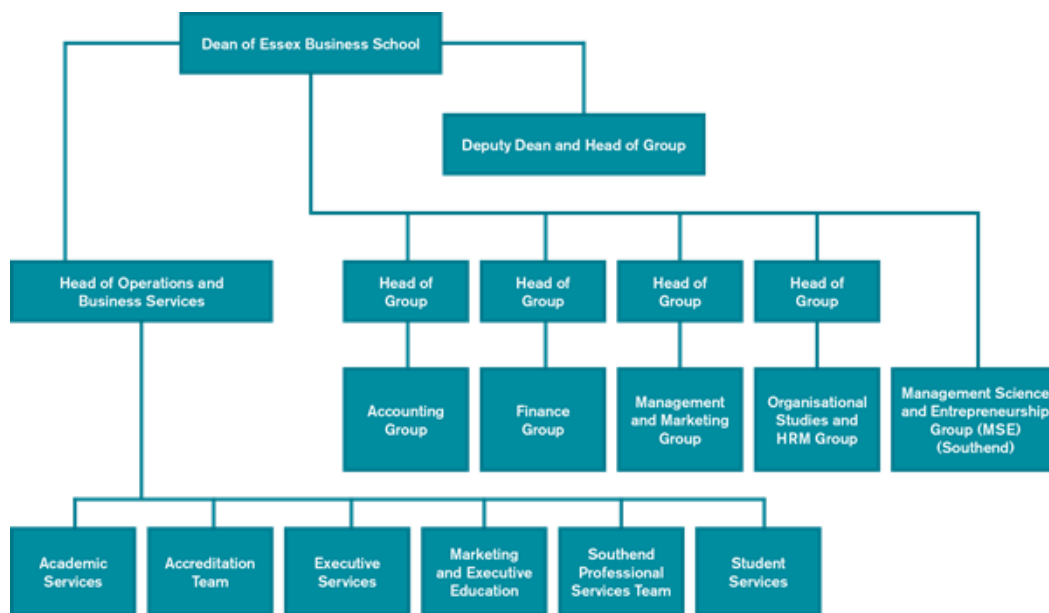 Dean of Essex Business School
Deputy Dean and Head of Group
Head of Operations and
Business Services
Head of
Group
Head of
Group
Head of
Group
Head of
Group
Accounting
Group
Finance
Group
Management
and Marketing
Group
Organisational
Studies and
HRM Group
Management Science
and Entrepreneurship
Group (MSE)
(Southend)
Academic
Services
Accreditation
Team
Executive
Services
Marketing
and Executive
Education
Southend
Professional
Services Team
Student
Services